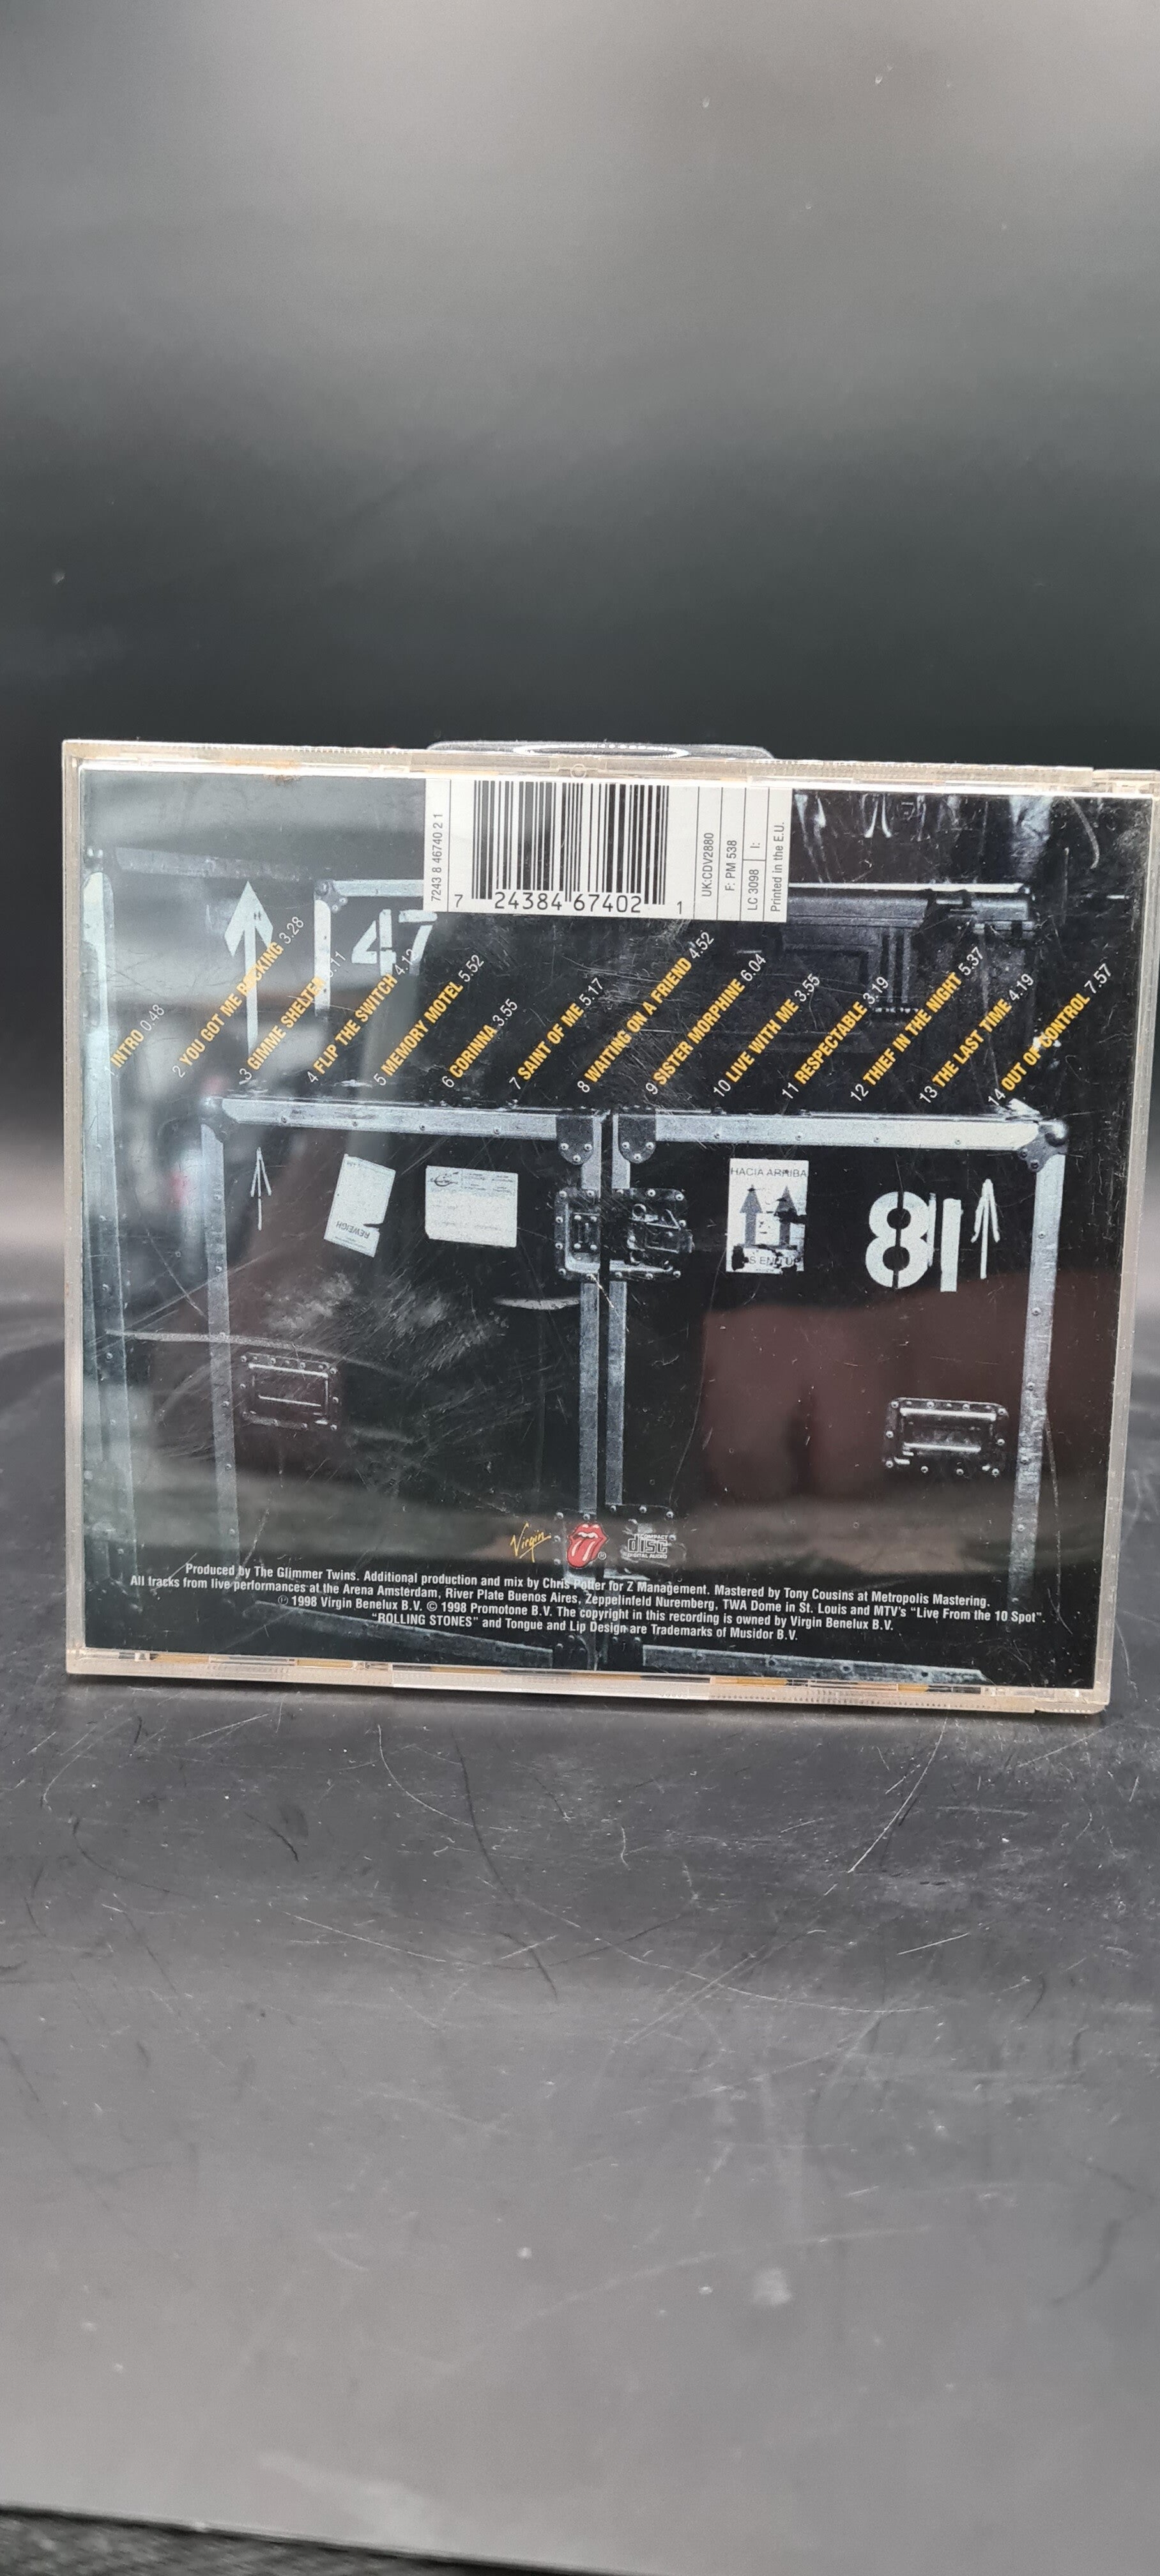 7243 8 46740 2 1
7 24384 67402 1
UK:CDV2880
F: PM 538
LC 3098 I:
Printed in the E.U.
47
1 INTRO 0.48
2 YOU GOT ME ROCKING 3.28
3 GIMME SHELTER
4 FLIP THE SWITCH
5 MEMORY MOTEL 5.52
6 CORINNA 3.55
7 SAINT OF ME 5.17
8 WAITING ON A FRIEND 4.52
9 SISTER MORPHINE 6.04
10 LIVE WITH ME 3.55
11 RESPECTABLE 3.19
12 THIEF IN THE NIGHT 5.37
13 THE LAST TIME 4.19
14 OUT OF CONTROL 7.57
REWEIGH
HACIA ARRIBA
81
Virgin
COMPACT
disc
DIGITAL AUDIO
Produced by The Glimmer Twins. Additional production and mix by Chris Potter for Z Management. Mastered by Tony Cousins at Metropolis Mastering.
All tracks from live performances at the Arena Amsterdam, River Plate Buenos Aires, Zeppelinfeld Nuremberg, TWA Dome in St. Louis and MTV's "Live From the 10 Spot".
℗ 1998 Virgin Benelux B.V. © 1998 Promotone B.V. The copyright in this recording is owned by Virgin Benelux B.V.
"ROLLING STONES" and Tongue and Lip Design are Trademarks of Musidor B.V.